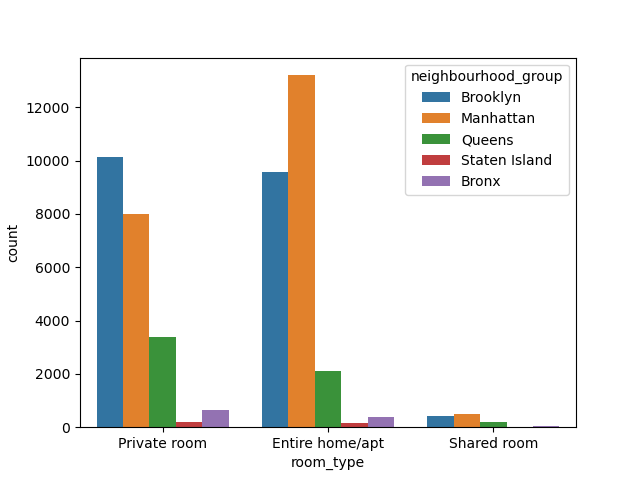 neighbourhood_group
Brooklyn
Manhattan
Queens
Staten Island
Bronx
12000
10000
8000
6000
4000
2000
0
count
Private room
Entire home/apt
Shared room
room_type